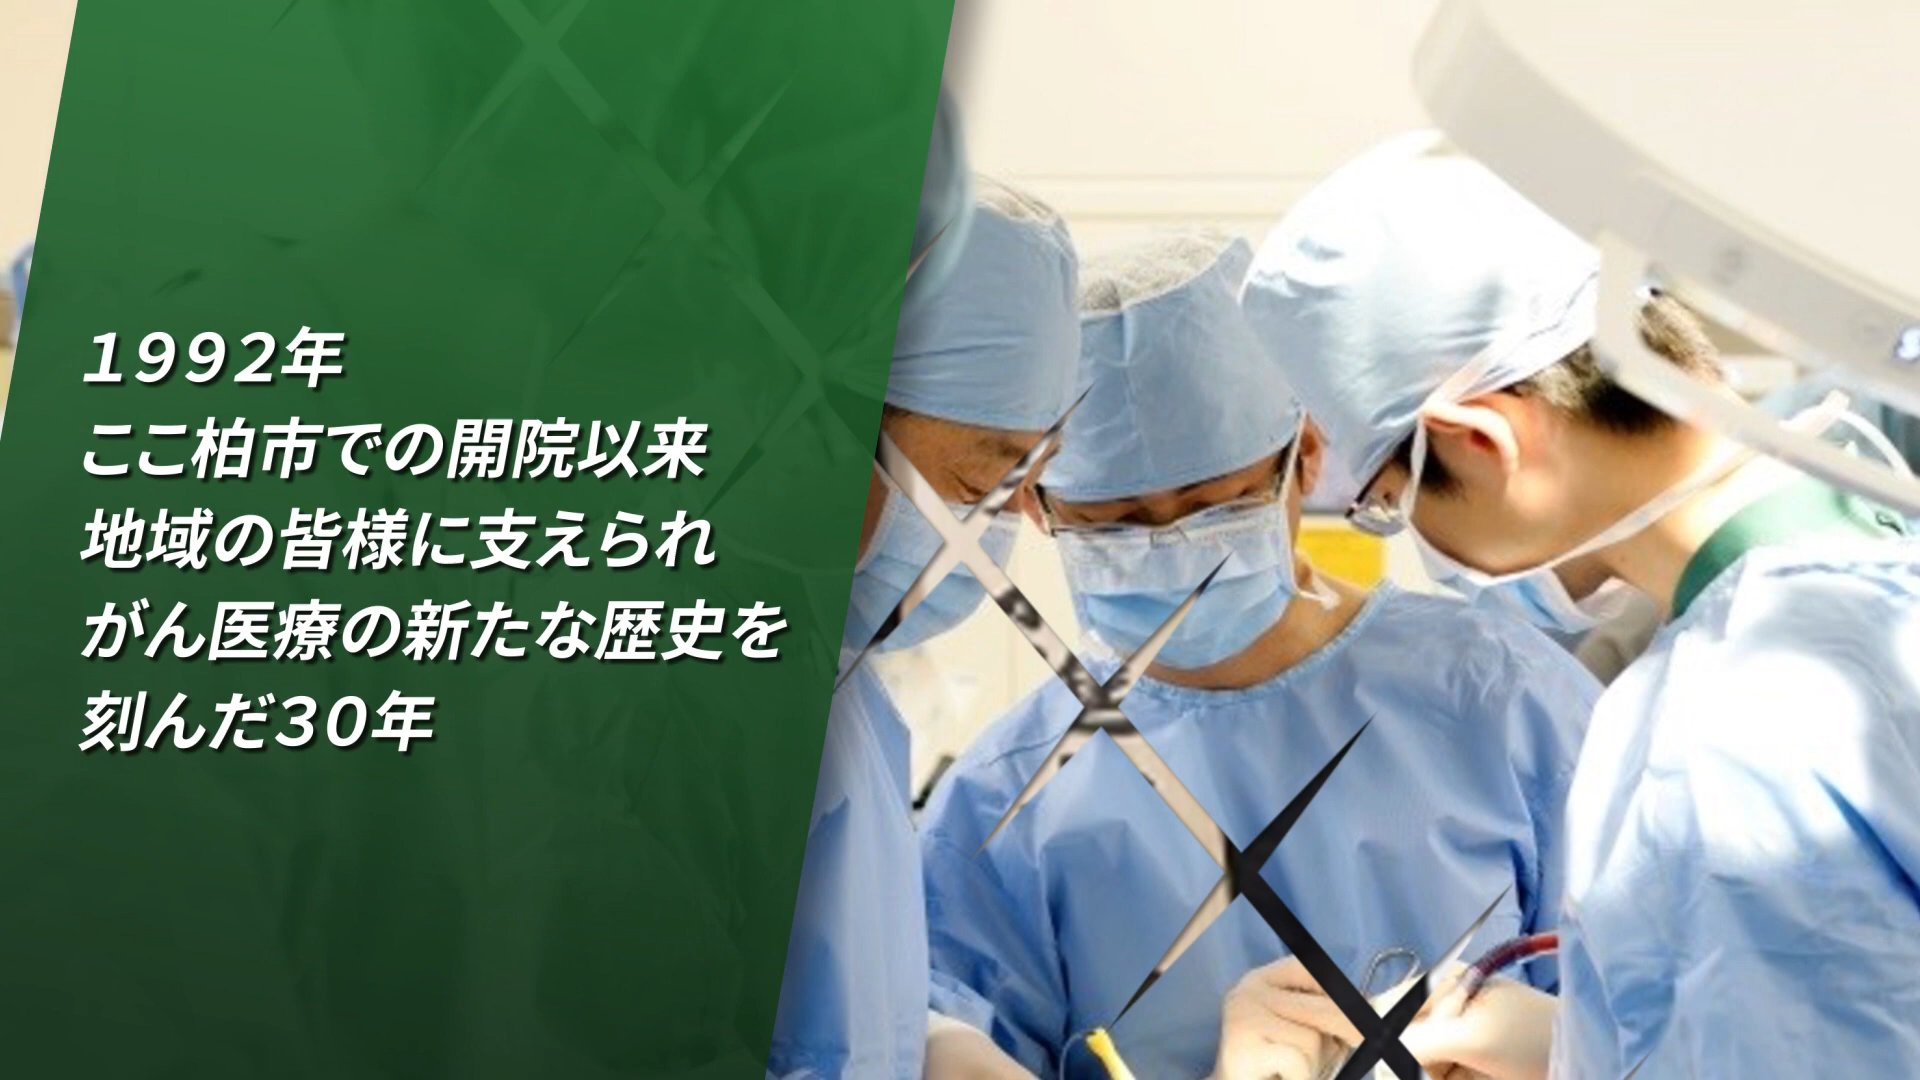 1992年
ここ柏市での開院以来
地域の皆様に支えられ
がん医療の新たな歴史を
刻んだ30年